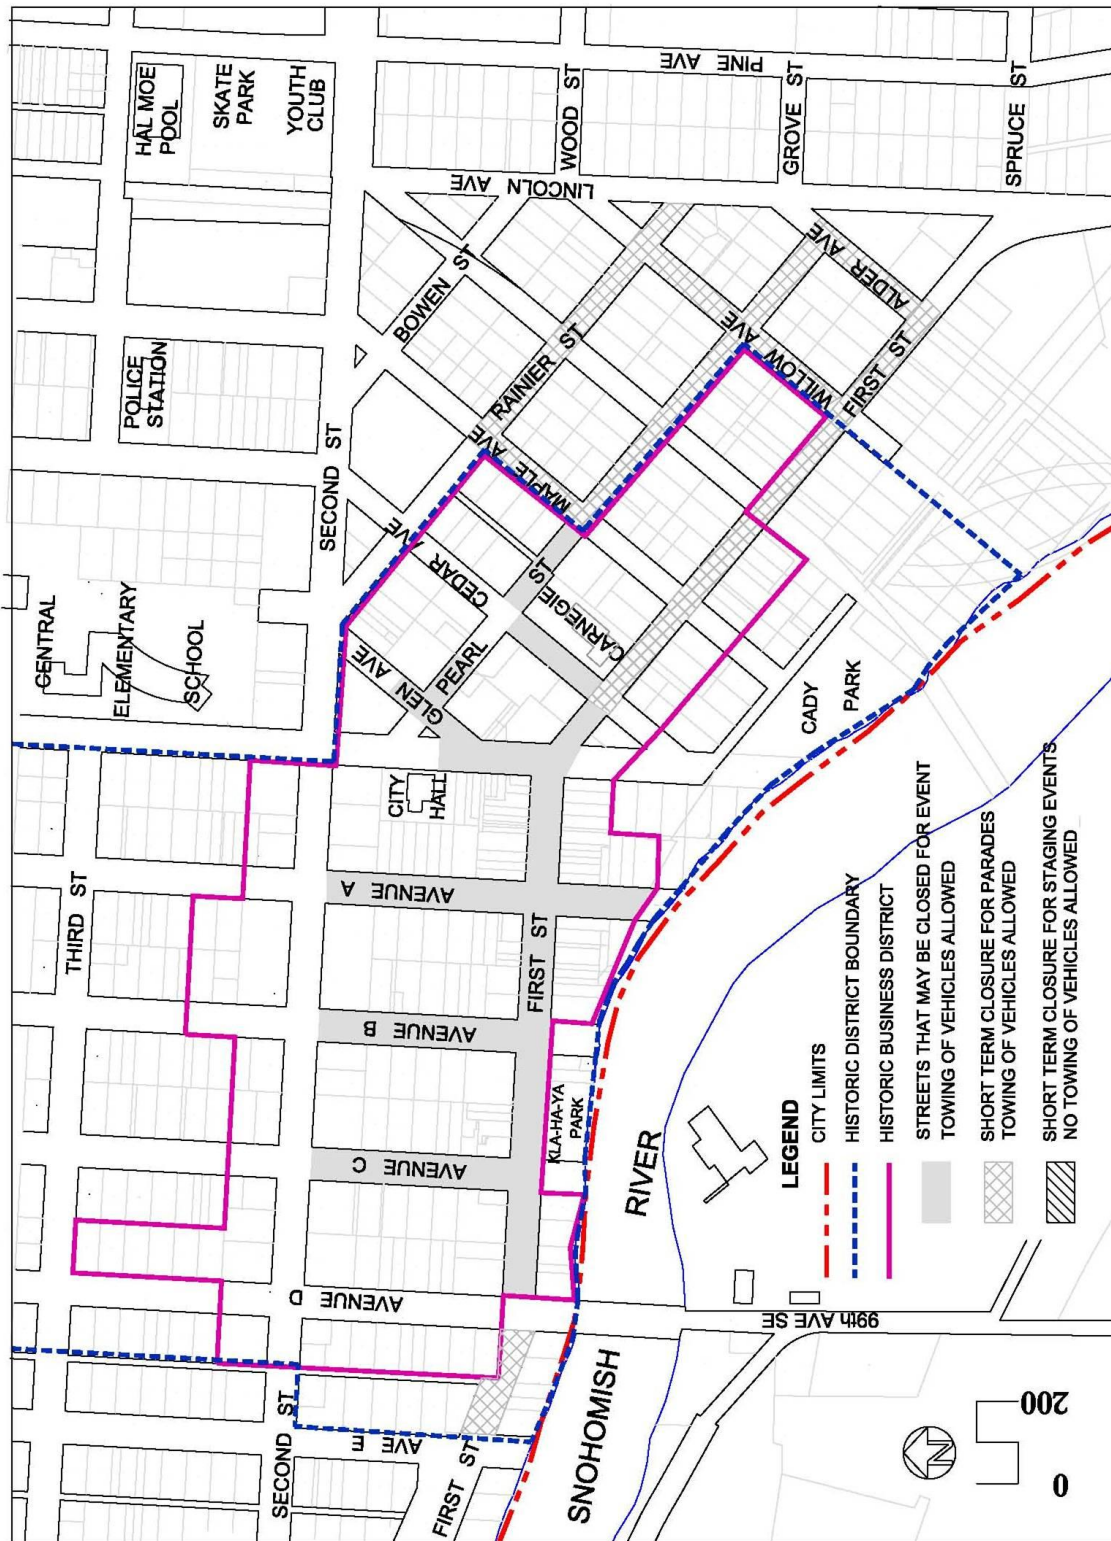 HAL MOE
POOL
SKATE
PARK
YOUTH
CLUB
PINE AVE
WOOD ST
GROVE ST
SPRUCE ST
LINCOLN AVE
BOWEN ST
RAINIER ST
ALDER AVE
WILLOW AVE
FIRST ST
MAPLE AVE
POLICE
STATION
SECOND ST
CEDAR AVE
CARNEGIE
ST
PEARL
GLEN AVE
CENTRAL
ELEMENTARY
SCHOOL
CADY
PARK
CITY
HALL
THIRD ST
AVENUE A
FIRST ST
AVENUE B
AVENUE C
KLA-HA-YA
PARK
AVENUE D
SECOND ST
AVE E
FIRST ST
SNOHOMISH
RIVER
99th AVE SE
LEGEND
CITY LIMITS
HISTORIC DISTRICT BOUNDARY
HISTORIC BUSINESS DISTRICT
STREETS THAT MAY BE CLOSED FOR EVENT
TOWING OF VEHICLES ALLOWED
SHORT TERM CLOSURE FOR PARADES
TOWING OF VEHICLES ALLOWED
SHORT TERM CLOSURE FOR STAGING EVENTS
NO TOWING OF VEHICLES ALLOWED
N
0
200